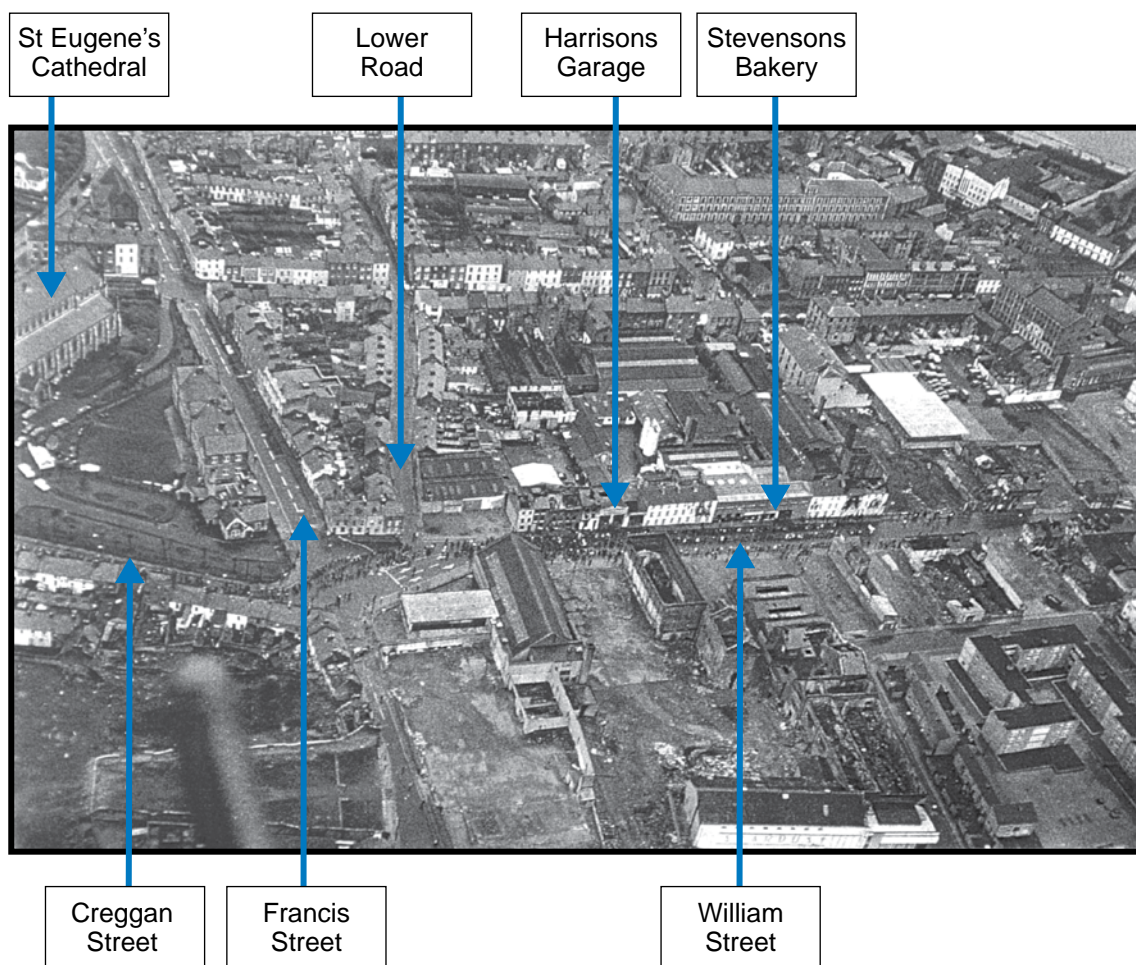 St Eugene’s
Cathedral
Lower
Road
Harrisons
Garage
Stevensons
Bakery
Creggan
Street
Francis
Street
William
Street